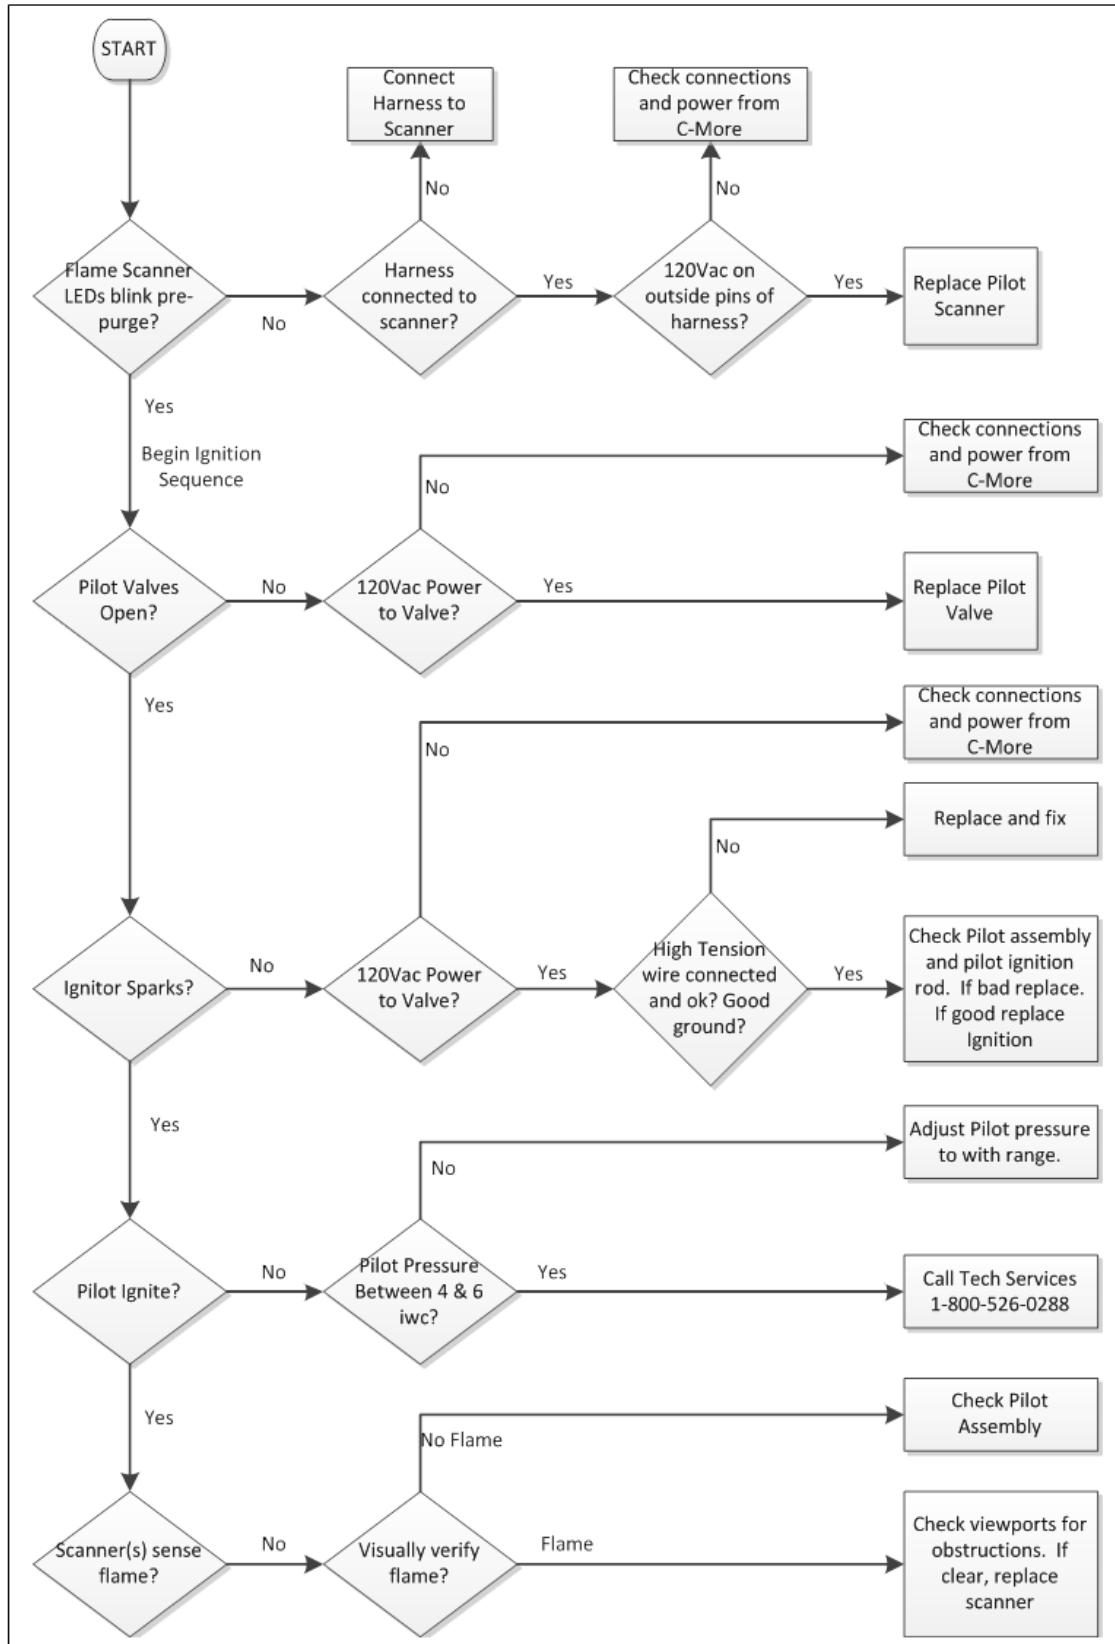 START
Connect
Harness to
Scanner
Check connections
and power from
C-More
No
No
Flame Scanner
LEDs blink pre-
purge?
No
Harness
connected to
scanner?
Yes
120Vac on
outside pins of
harness?
Yes
Replace Pilot
Scanner
Yes
Begin Ignition
Sequence
Check connections
and power from
C-More
No
Pilot Valves
Open?
No
120Vac Power
to Valve?
Yes
Replace Pilot
Valve
Yes
Check connections
and power from
C-More
No
Replace and fix
No
Ignitor Sparks?
No
120Vac Power
to Valve?
Yes
High Tension
wire connected
and ok? Good
ground?
Yes
Check Pilot assembly
and pilot ignition
rod. If bad replace.
If good replace
Ignition
Yes
Adjust Pilot pressure
to with range.
No
Pilot Ignite?
No
Pilot Pressure
Between 4 & 6
iwc?
Yes
Call Tech Services
1-800-526-0288
Yes
Check Pilot
Assembly
No Flame
Scanner(s) sense
flame?
No
Visually verify
flame?
Flame
Check viewports for
obstructions. If
clear, replace
scanner